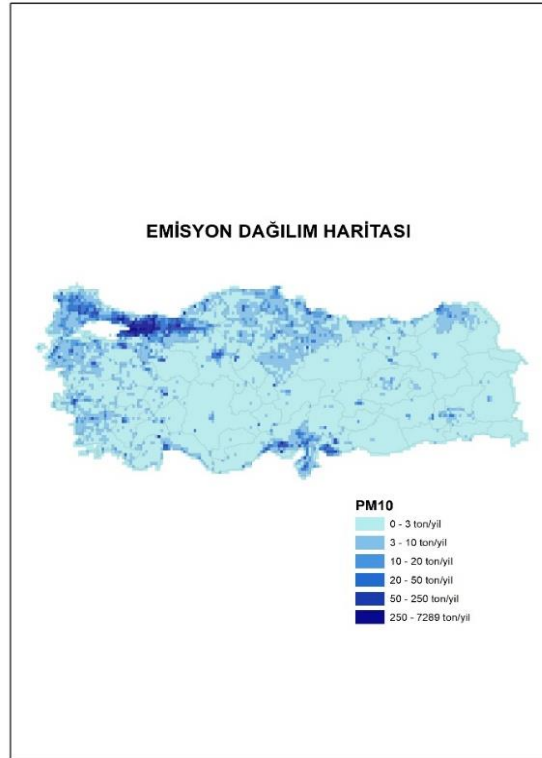 EMİSYON DAĞILIM HARİTASI
PM10
0 - 3 ton/yil
3 - 10 ton/yil
10 - 20 ton/yil
20 - 50 ton/yil
50 - 250 ton/yil
250 - 7289 ton/yil